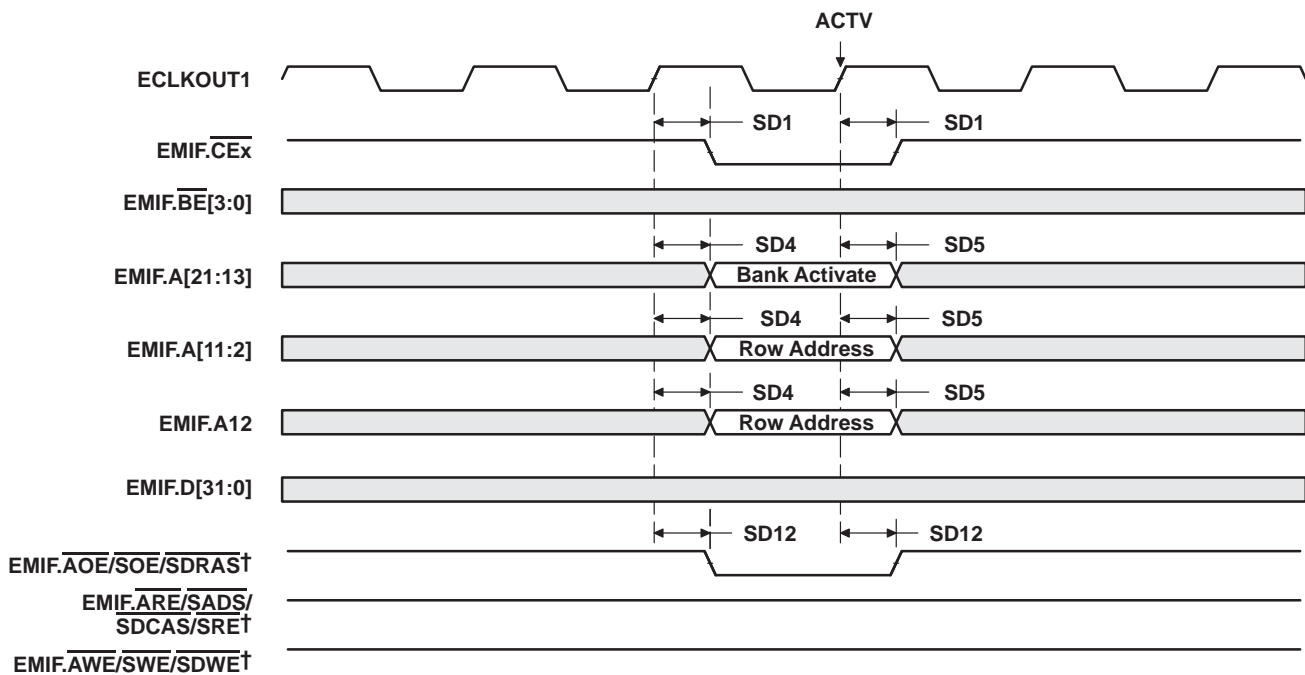 ACTV
ECLKOUT1
SD1 SD1
EMIF.CEx
EMIF.BE[3:0]
SD4 SD5
EMIF.A[21:13] Bank Activate
SD4 SD5
EMIF.A[11:2] Row Address
SD4 SD5
EMIF.A12 Row Address
EMIF.D[31:0]
SD12 SD12
EMIF.AOE/SOE/SDRAS†
EMIF.ARE/SADS/
SDCAS/SRE†
EMIF.AWE/SWE/SDWE†